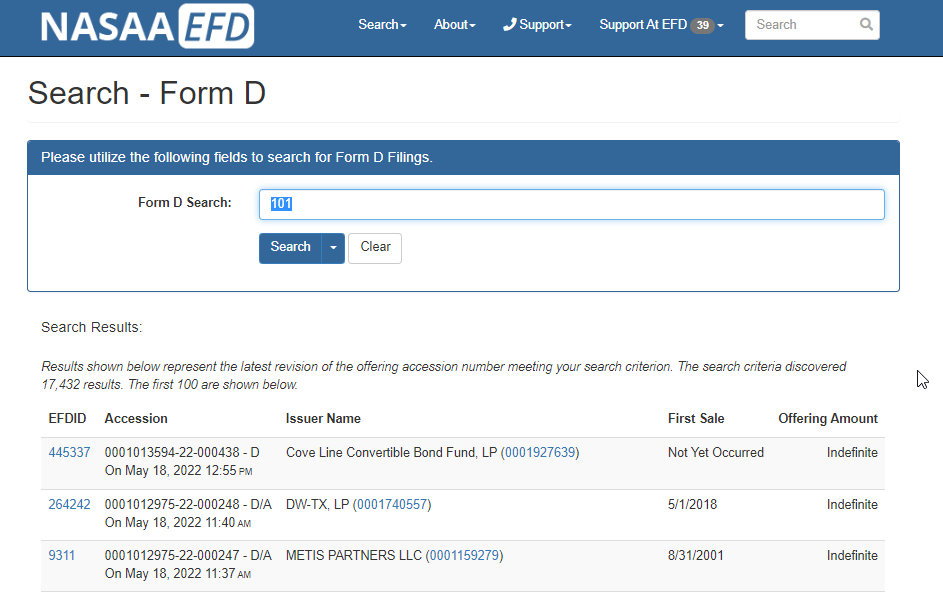 NASAA EFD Search About Support Support At EFD 39 Search
Search - Form D
Please utilize the following fields to search for Form D Filings.
Form D Search: 101
Search Clear
Search Results:
Results shown below represent the latest revision of the offering accession number meeting your search criterion. The search criteria discovered
17,432 results. The first 100 are shown below.
EFDID Accession Issuer Name First Sale Offering Amount
445337 0001013594-22-000438 - D Cove Line Convertible Bond Fund, LP (0001927639) Not Yet Occurred Indefinite
On May 18, 2022 12:55 PM
264242 0001012975-22-000248 - D/A DW-TX, LP (0001740557) 5/1/2018 Indefinite
On May 18, 2022 11:40 AM
9311 0001012975-22-000247 - D/A METIS PARTNERS LLC (0001159279) 8/31/2001 Indefinite
On May 18, 2022 11:37 AM